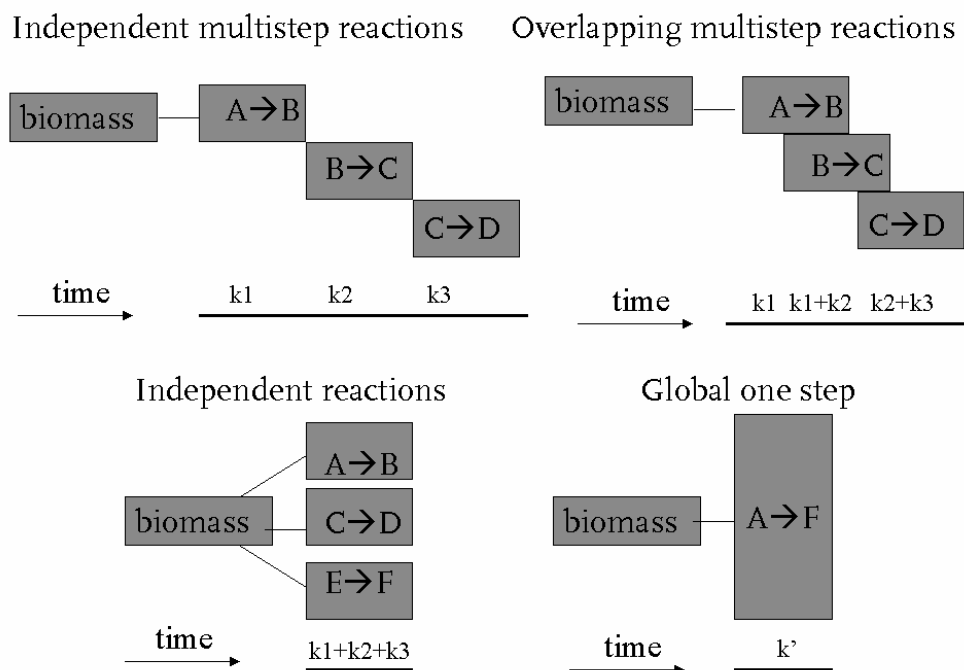 Independent multistep reactions
biomass
A→B
B→C
C→D
time
k1 k2 k3
Overlapping multistep reactions
biomass
A→B
B→C
C→D
time
k1 k1+k2 k2+k3
Independent reactions
biomass
A→B
C→D
E→F
time
k1+k2+k3
Global one step
biomass
A→F
time
k’